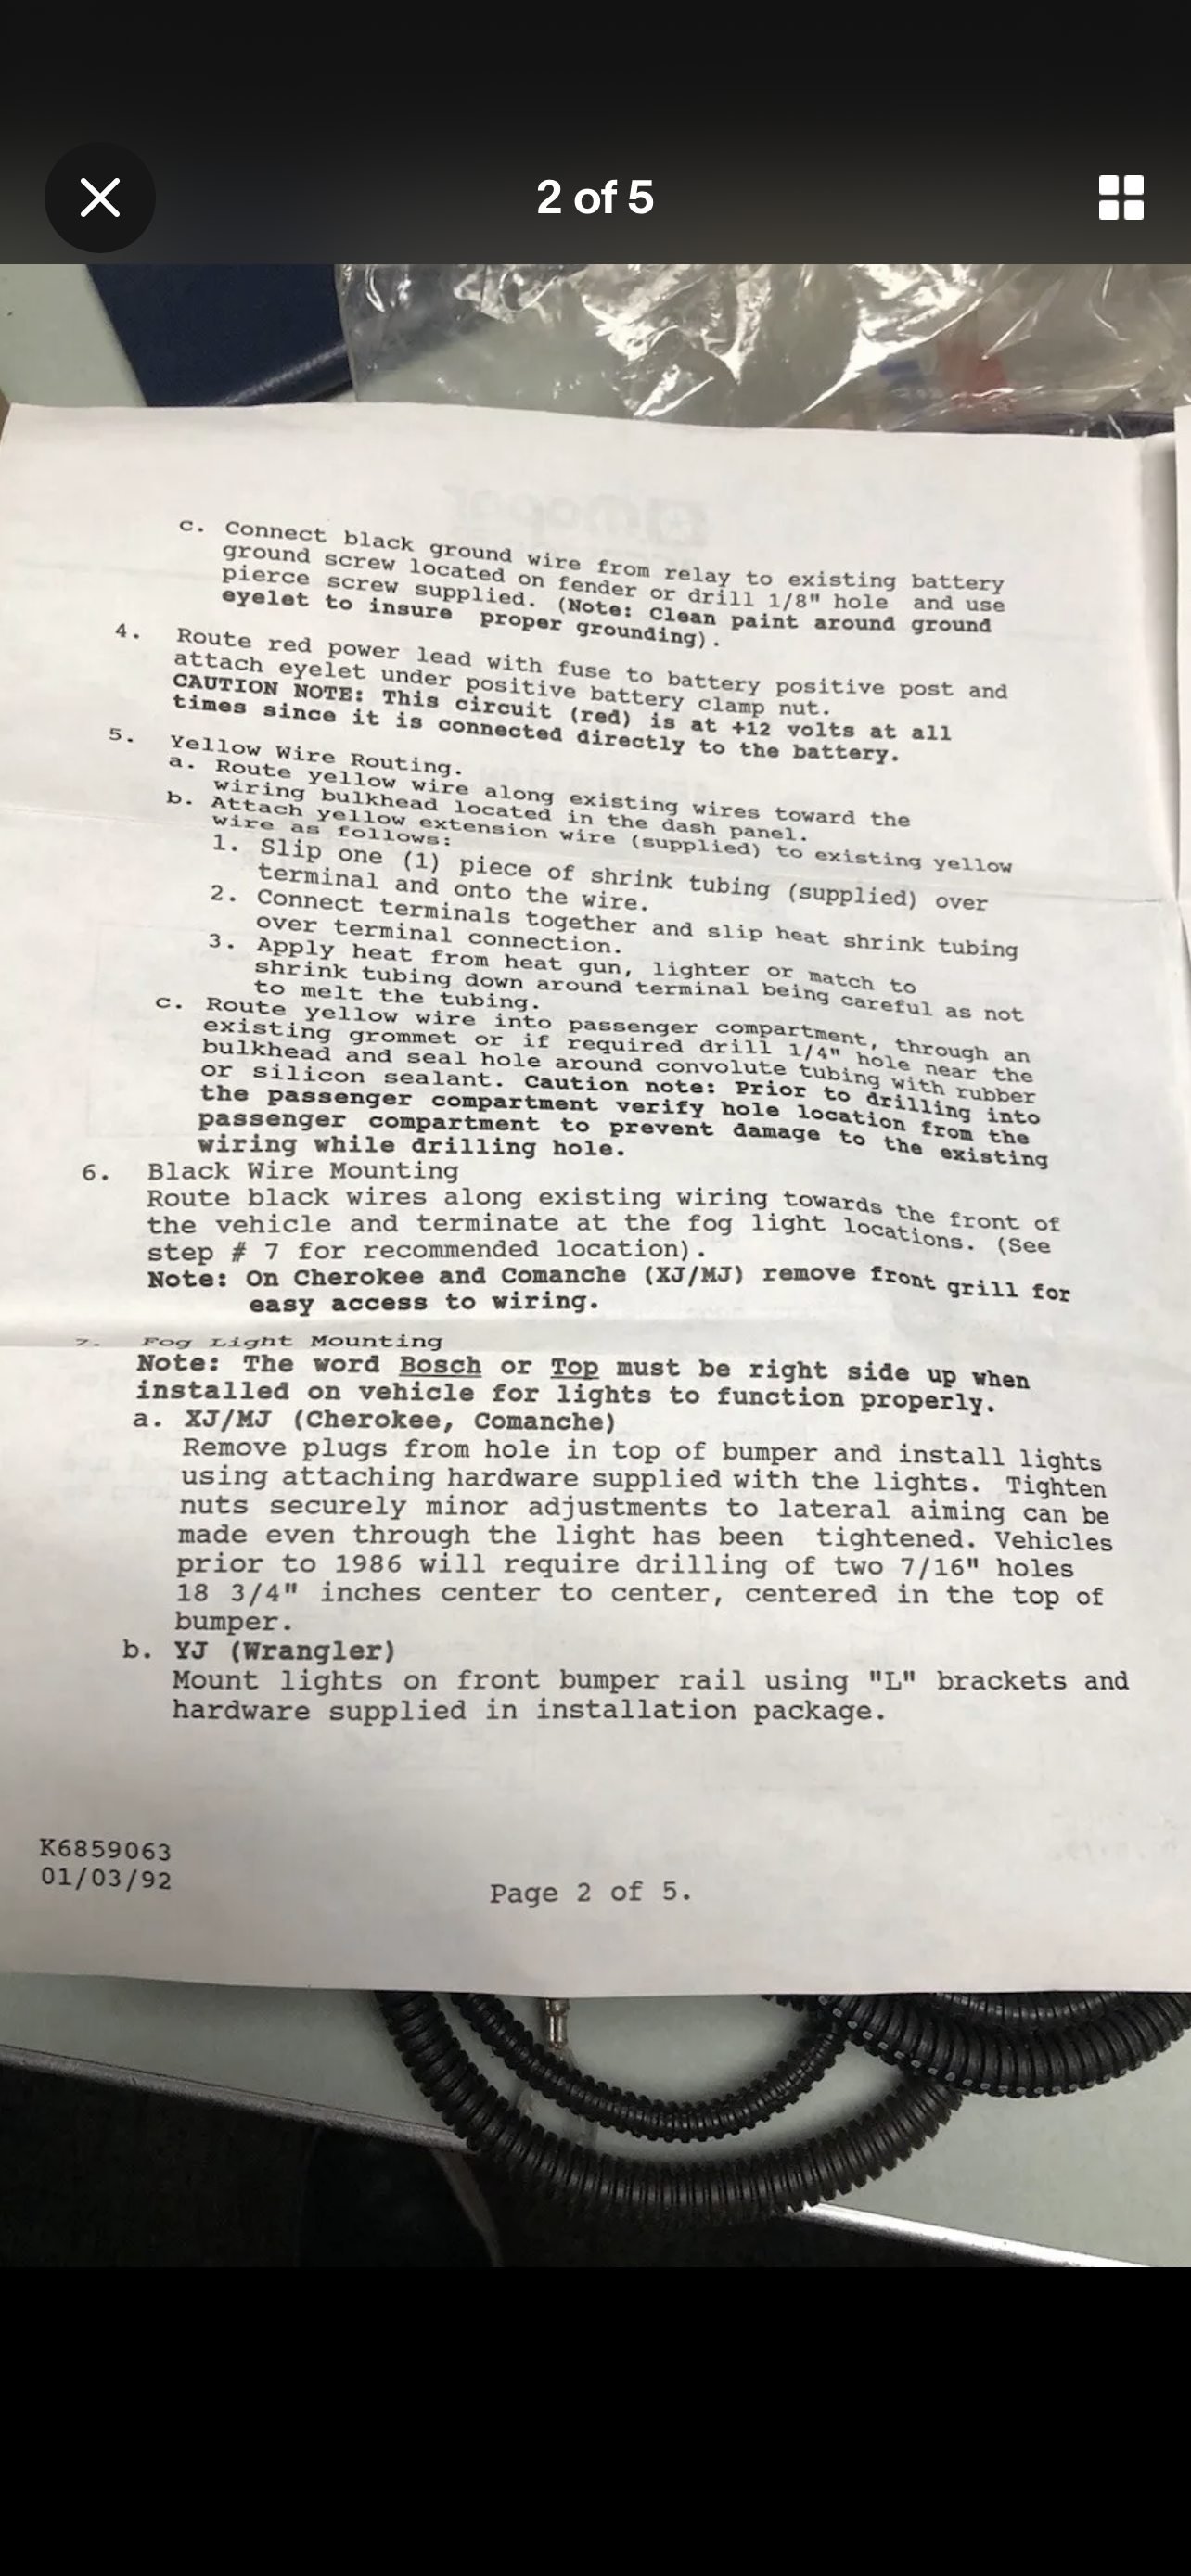 2 of 5
c. Connect black ground wire from relay to existing battery
ground screw located on fender or drill 1/8" hole and use
pierce screw supplied. (Note: Clean paint around ground
eyelet to insure proper grounding).
4. Route red power lead with fuse to battery positive post and
attach eyelet under positive battery clamp nut.
CAUTION NOTE: This circuit (red) is at +12 volts at all
times since it is connected directly to the battery.
5. Yellow Wire Routing.
a. Route yellow wire along existing wires toward the
wiring bulkhead located in the dash panel.
b. Attach yellow extension wire (supplied) to existing yellow
wire as follows:
1. Slip one (1) piece of shrink tubing (supplied) over
terminal and onto the wire.
2. Connect terminals together and slip heat shrink tubing
over terminal connection.
3. Apply heat from heat gun, lighter or match to
shrink tubing down around terminal being careful as not
to melt the tubing.
c. Route yellow wire into passenger compartment, through an
existing grommet or if required drill 1/4" hole near the
bulkhead and seal hole around convolute tubing with rubber
or silicon sealant. Caution note: Prior to drilling into
the passenger compartment verify hole location from the
passenger compartment to prevent damage to the existing
wiring while drilling hole.
6. Black Wire Mounting
Route black wires along existing wiring towards the front of
the vehicle and terminate at the fog light locations. (See
step # 7 for recommended location).
Note: On Cherokee and Comanche (XJ/MJ) remove front grill for
easy access to wiring.
7. Fog Light Mounting
Note: The word Bosch or Top must be right side up when
installed on vehicle for lights to function properly.
a. XJ/MJ (Cherokee, Comanche)
Remove plugs from hole in top of bumper and install lights
using attaching hardware supplied with the lights. Tighten
nuts securely minor adjustments to lateral aiming can be
made even through the light has been tightened. Vehicles
prior to 1986 will require drilling of two 7/16" holes
18 3/4" inches center to center, centered in the top of
bumper.
b. YJ (Wrangler)
Mount lights on front bumper rail using "L" brackets and
hardware supplied in installation package.
K6859063
01/03/92
Page 2 of 5.